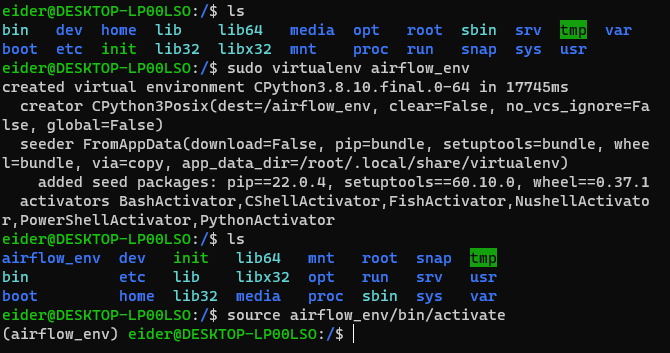 eider@DESKTOP-LP00LSO:/$ ls
bin dev home lib lib64 media opt root sbin srv tmp var
boot etc init lib32 libx32 mnt proc run snap sys usr
eider@DESKTOP-LP00LSO:/$ sudo virtualenv airflow_env
created virtual environment CPython3.8.10.final.0-64 in 17745ms
  creator CPython3Posix(dest=/airflow_env, clear=False, no_vcs_ignore=Fa
lse, global=False)
  seeder FromAppData(download=False, pip=bundle, setuptools=bundle, whee
l=bundle, via=copy, app_data_dir=/root/.local/share/virtualenv)
    added seed packages: pip==22.0.4, setuptools==60.10.0, wheel==0.37.1
  activators BashActivator,CShellActivator,FishActivator,NushellActivato
r,PowerShellActivator,PythonActivator
eider@DESKTOP-LP00LSO:/$ ls
airflow_env dev init lib64 mnt root snap tmp
bin etc lib libx32 opt run srv usr
boot home lib32 media proc sbin sys var
eider@DESKTOP-LP00LSO:/$ source airflow_env/bin/activate
(airflow_env) eider@DESKTOP-LP00LSO:/$